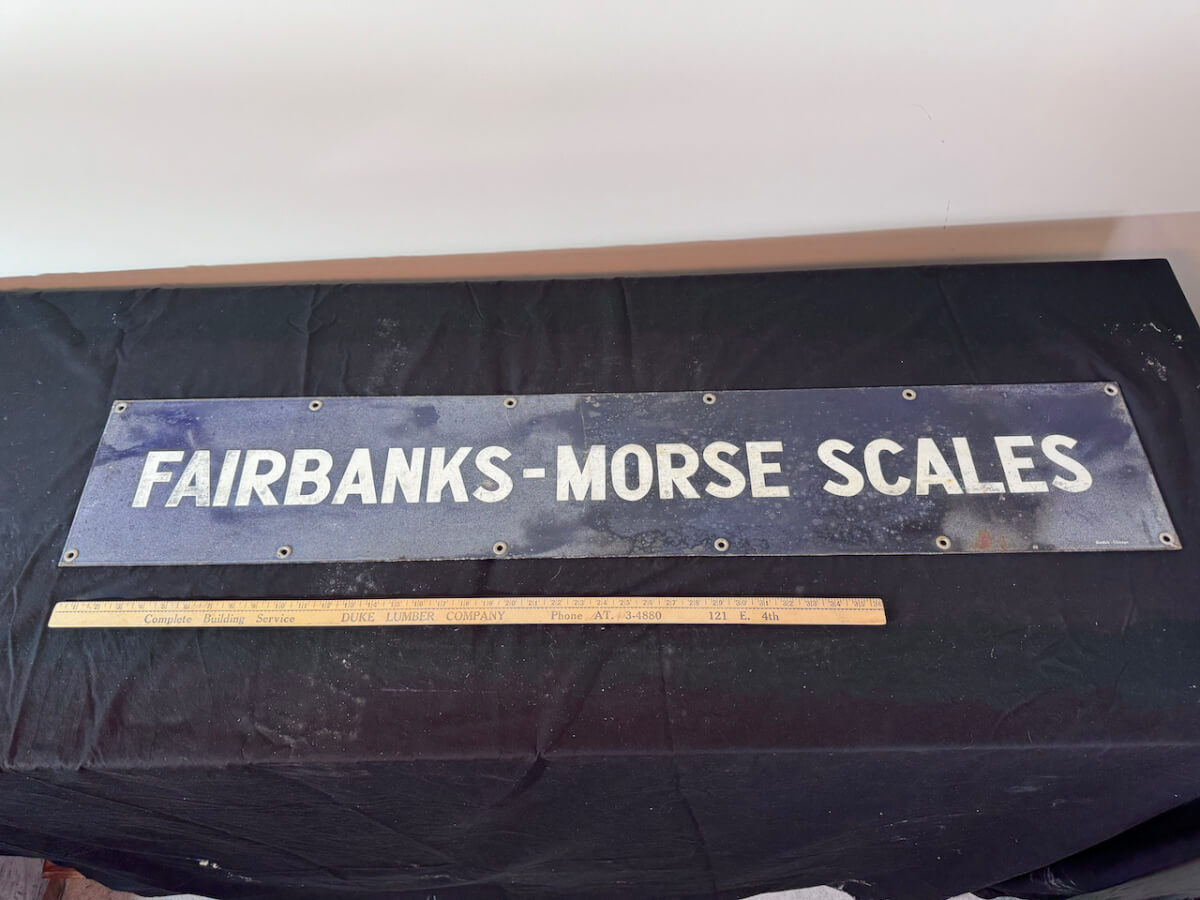 FAIRBANKS-MORSE SCALES
Complete Building Service DUKE LUMBER COMPANY Phone AT. 3-4880 121 E. 4th